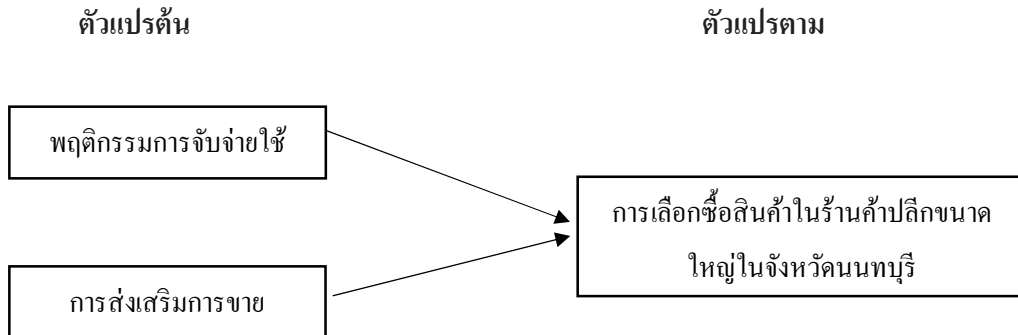 ตัวแปรต้น
ตัวแปรตาม
พฤติกรรมการจับจ่ายใช้
การเลือกซื้อสินค้าในร้านค้าปลีกขนาด
ใหญ่ในจังหวัดนนทบุรี
การส่งเสริมการขาย